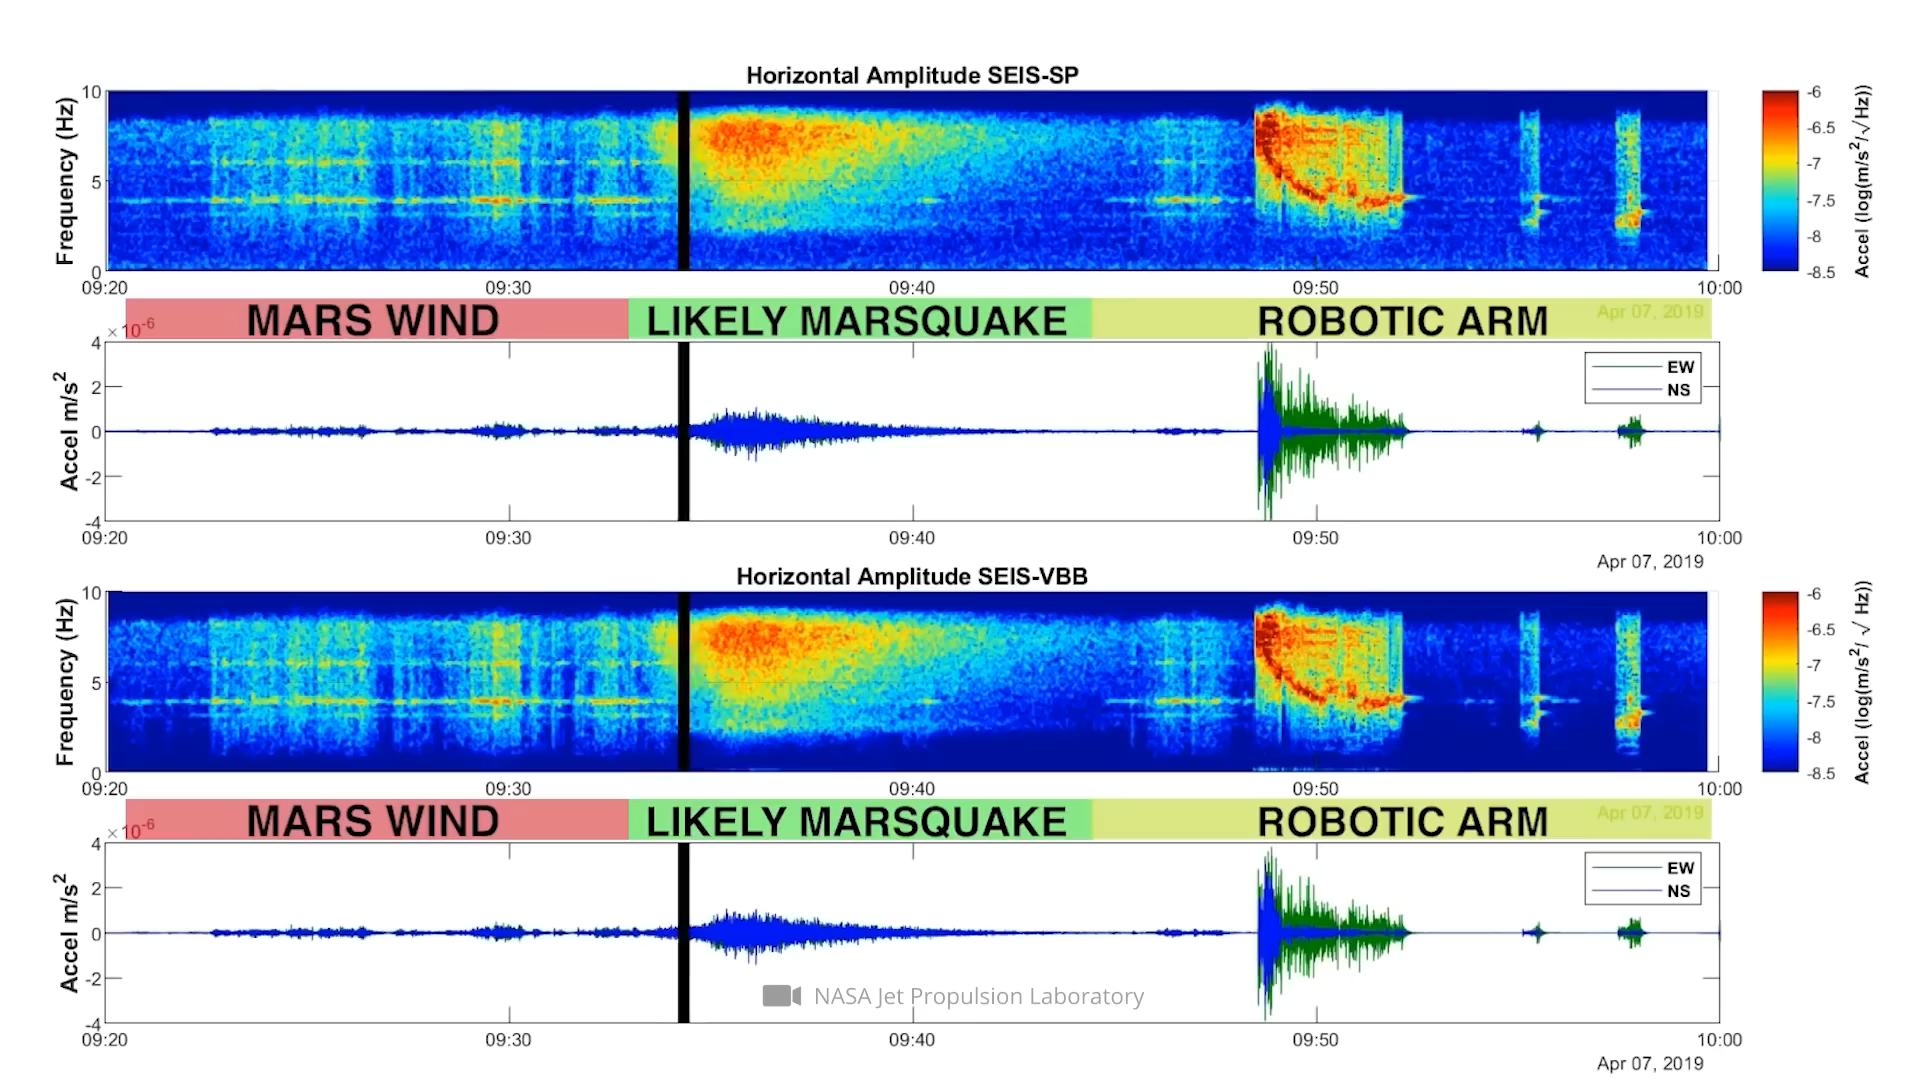 Horizontal Amplitude SEIS-SP
Frequency (Hz)
10
5
0
09:20 09:30 09:40 09:50 10:00
-6
-6.5
-7
-7.5
-8
-8.5
Accel (log(m/s²/√Hz))
MARS WIND LIKELY MARSQUAKE ROBOTIC ARM
Apr 07, 2019
× 10⁻⁶
Accel m/s²
4
2
0
-2
-4
EW
NS
09:20 09:30 09:40 09:50 10:00
Apr 07, 2019
Horizontal Amplitude SEIS-VBB
Frequency (Hz)
10
5
0
09:20 09:30 09:40 09:50 10:00
-6
-6.5
-7
-7.5
-8
-8.5
Accel (log(m/s²/ √ Hz))
MARS WIND LIKELY MARSQUAKE ROBOTIC ARM
Apr 07, 2019
× 10⁻⁶
Accel m/s²
4
2
0
-2
-4
EW
NS
NASA Jet Propulsion Laboratory
09:20 09:30 09:40 09:50 10:00
Apr 07, 2019